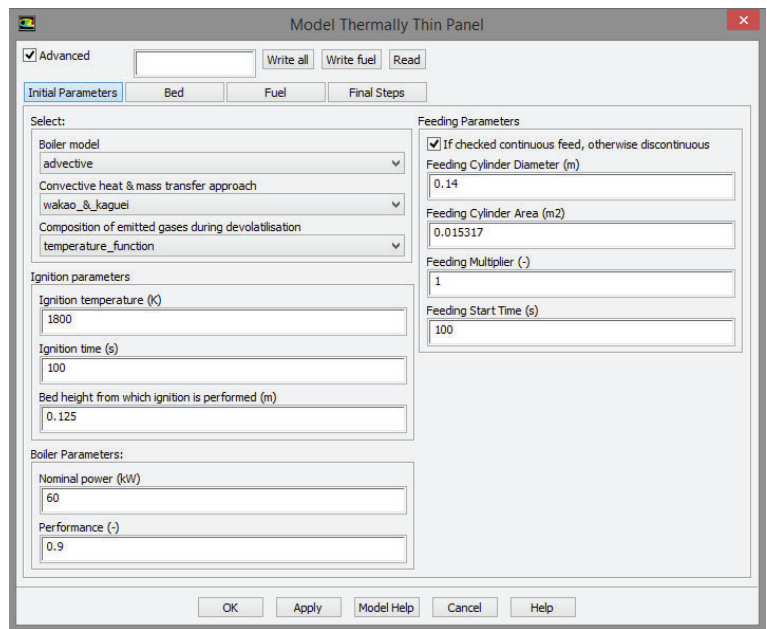 Model Thermally Thin Panel
Advanced
Write all
Write fuel
Read
Initial Parameters
Bed
Fuel
Final Steps
Select:
Boiler model
advective
Convective heat & mass transfer approach
wakao_&_kaguei
Composition of emitted gases during devolatilisation
temperature_function
Ignition parameters
Ignition temperature (K)
1800
Ignition time (s)
100
Bed height from which ignition is performed (m)
0.125
Boiler Parameters:
Nominal power (kW)
60
Performance (-)
0.9
Feeding Parameters
If checked continuous feed, otherwise discontinuous
Feeding Cylinder Diameter (m)
0.14
Feeding Cylinder Area (m2)
0.015317
Feeding Multiplier (-)
1
Feeding Start Time (s)
100
OK
Apply
Model Help
Cancel
Help